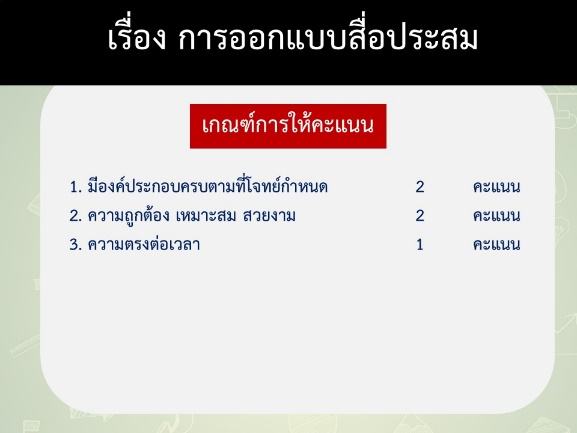 เรื่อง การออกแบบสื่อประสม
เกณฑ์การให้คะแนน
1. มีองค์ประกอบครบตามที่โจทย์กำหนด 2 คะแนน
2. ความถูกต้อง เหมาะสม สวยงาม 2 คะแนน
3. ความตรงต่อเวลา 1 คะแนน